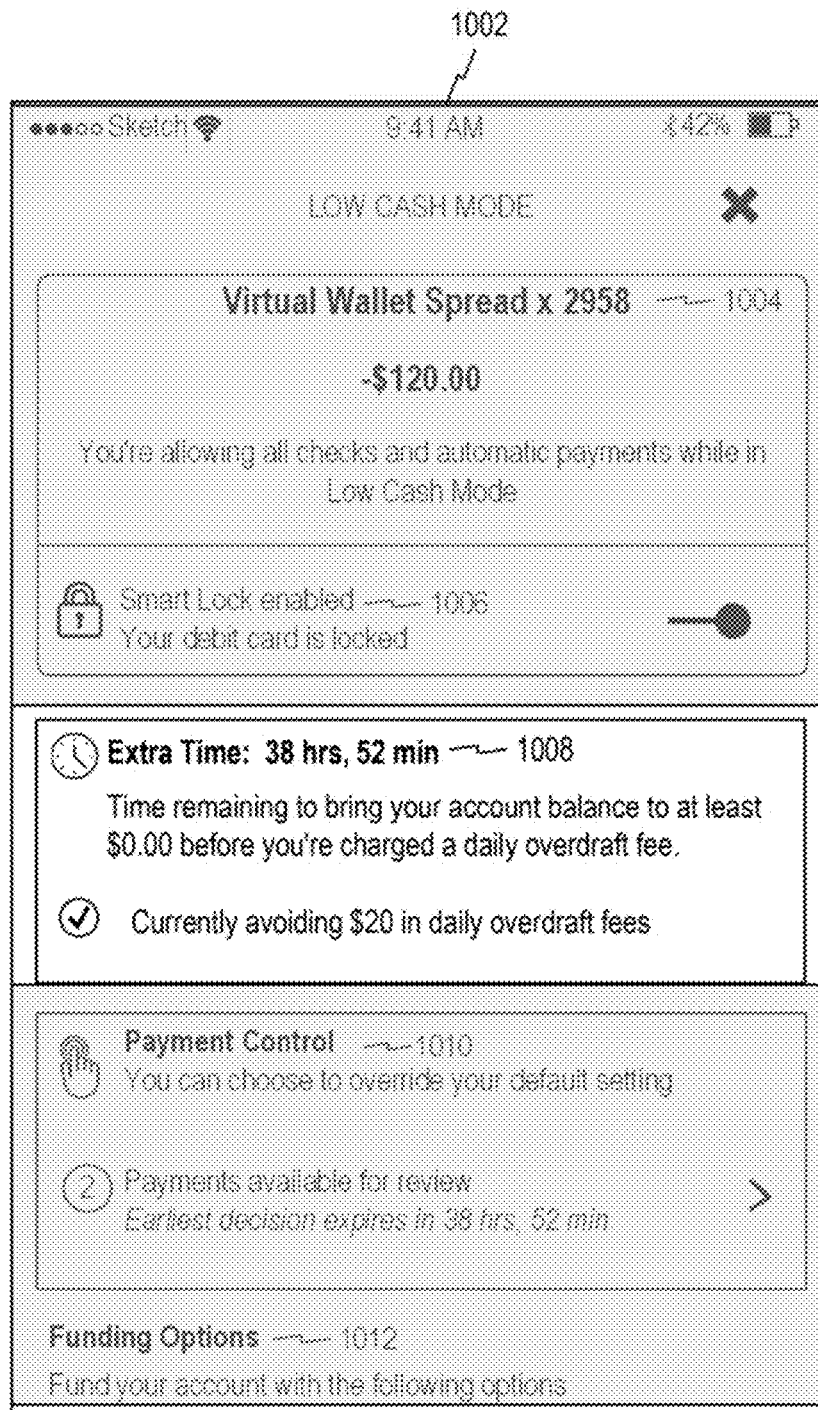 1002
Sketch 9:41 AM 42%
LOW CASH MODE
Virtual Wallet Spread x 2958 1004
-$120.00
You're allowing all checks and automatic payments while in
Low Cash Mode
Smart Lock enabled 1006
Your debit card is locked
Extra Time: 38 hrs, 52 min 1008
Time remaining to bring your account balance to at least
$0.00 before you're charged a daily overdraft fee.
Currently avoiding $20 in daily overdraft fees
Payment Control 1010
You can choose to override your default setting
2 Payments available for review
Earliest decision expires in 38 hrs, 52 min
Funding Options 1012
Fund your account with the following options